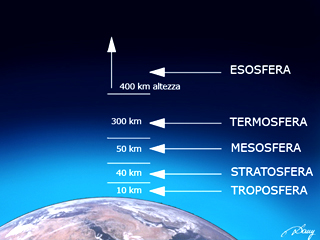 ESOSFERA
400 km altezza
300 km TERMOSFERA
50 km MESOSFERA
40 km STRATOSFERA
10 km TROPOSFERA